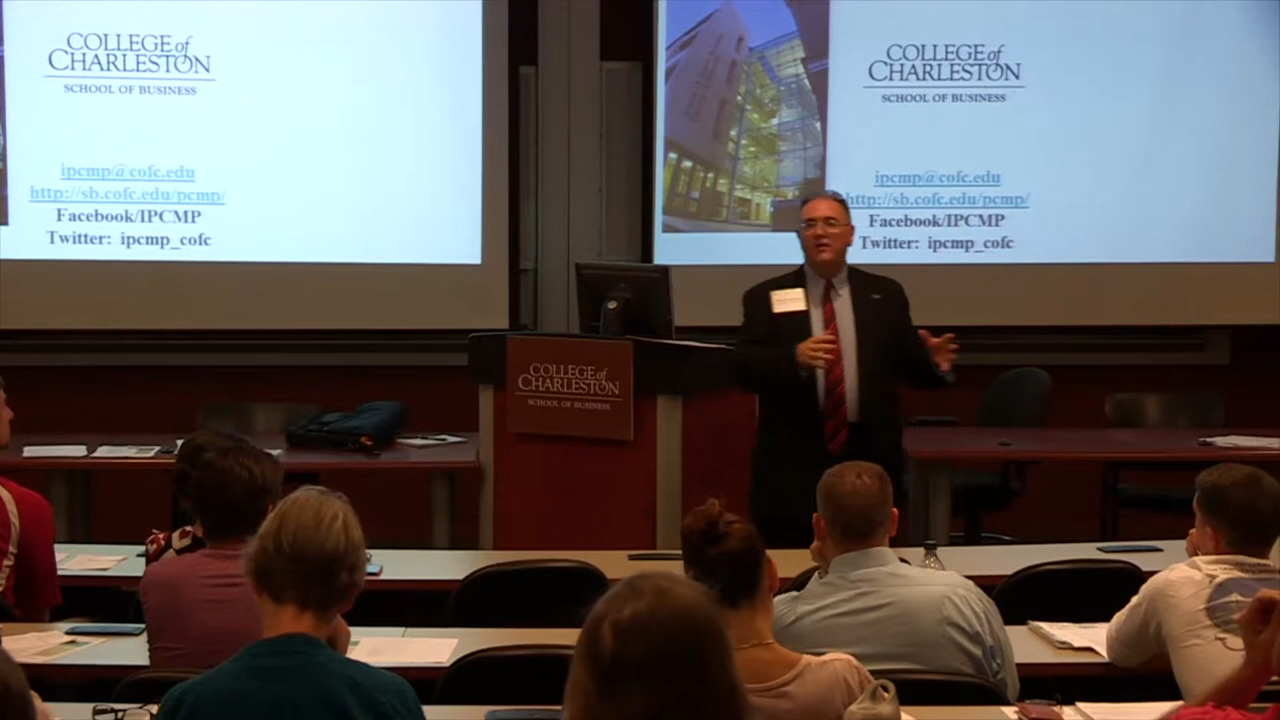 COLLEGE of
CHARLESTON
SCHOOL OF BUSINESS
ipcmp@cofc.edu
http://sb.cofc.edu/pcmp/
Facebook/IPCMP
Twitter: ipcmp_cofc
COLLEGE of
CHARLESTON
SCHOOL OF BUSINESS
ipcmp@cofc.edu
http://sb.cofc.edu/pcmp/
Facebook/IPCMP
Twitter: ipcmp_cofc
COLLEGE of
CHARLESTON
SCHOOL OF BUSINESS